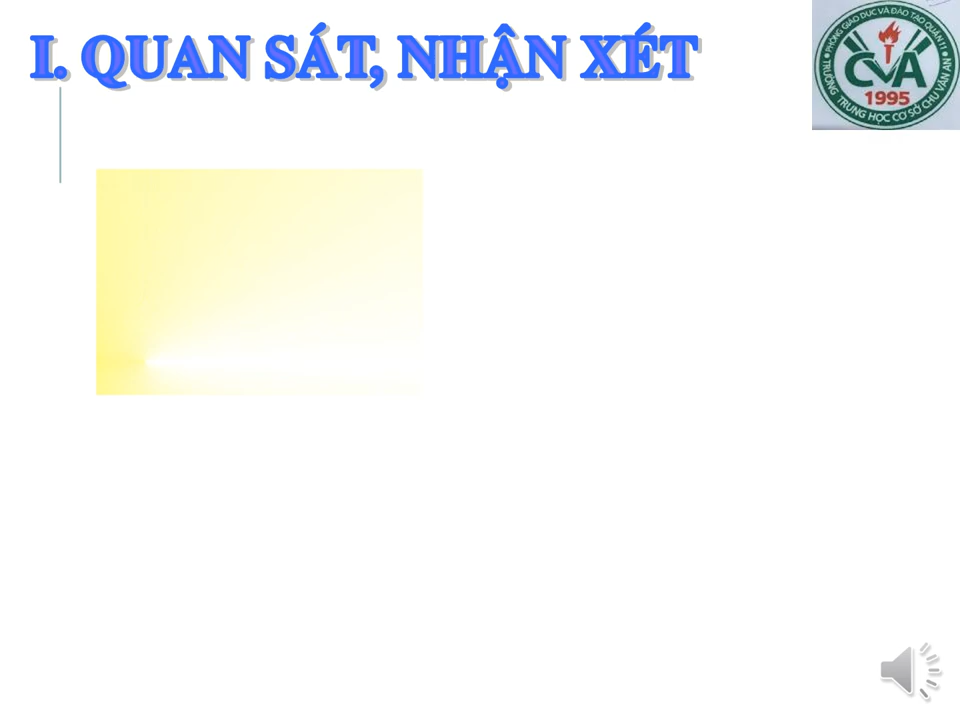 I. QUAN SÁT, NHẬN XÉT
PHÒNG GIÁO DỤC VÀ ĐÀO TẠO QUẬN 11
CVA
1995
TRƯỜNG TRUNG HỌC CƠ SỞ CHU VĂN AN